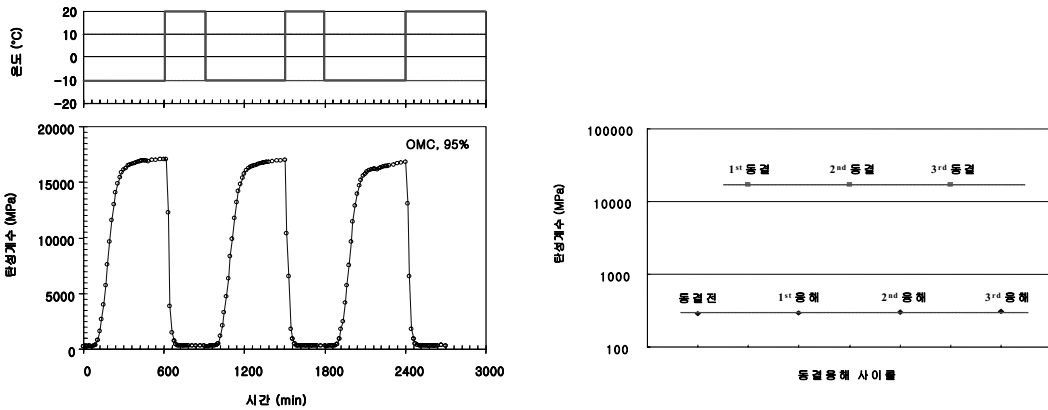 온도 (°C)
20
10
0
-10
-20
탄성계수 (MPa)
20000
15000
10000
5000
0
OMC, 95%
0 600 1200 1800 2400 3000
시간 (min)
탄성계수 (MPa)
100000
10000
1000
100
1st 동결 2nd 동결 3rd 동결
동결전 1st 융해 2nd 융해 3rd 융해
동결융해 사이클